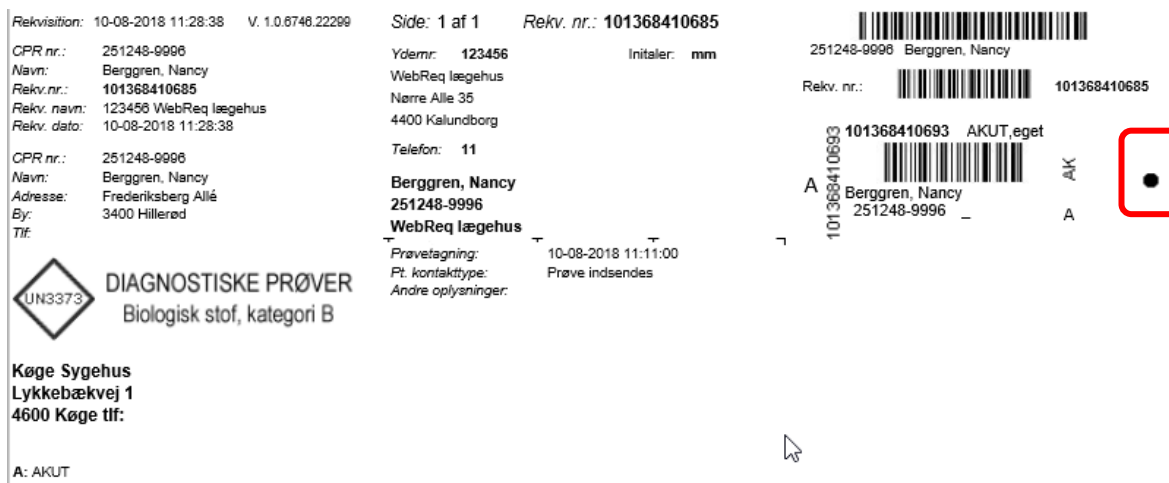 Rekvisition: 10-08-2018 11:28:38 V. 1.0.6746.22299
CPR nr.: 251248-9996
Navn: Berggren, Nancy
Rekv.nr.: 101368410685
Rekv. navn: 123456 WebReq lægehus
Rekv. dato: 10-08-2018 11:28:38
CPR nr.: 251248-9996
Navn: Berggren, Nancy
Adresse: Frederiksberg Allé
By: 3400 Hillerød
Tlf:
UN3373
DIAGNOSTISKE PRØVER
Biologisk stof, kategori B
Køge Sygehus
Lykkebækvej 1
4600 Køge tlf:
A: AKUT
Side: 1 af 1 Rekv. nr.: 101368410685
Ydernr: 123456 Initaler: mm
WebReq lægehus
Nørre Alle 35
4400 Kalundborg
Telefon: 11
Berggren, Nancy
251248-9996
WebReq lægehus
Prøvetagning: 10-08-2018 11:11:00
Pt. kontakttype: Prøve indsendes
Andre oplysninger:
251248-9996 Berggren, Nancy
Rekv. nr.: 101368410685
101368410693 AKUT,eget
101368410693
AK
A
Berggren, Nancy
251248-9996 _
A